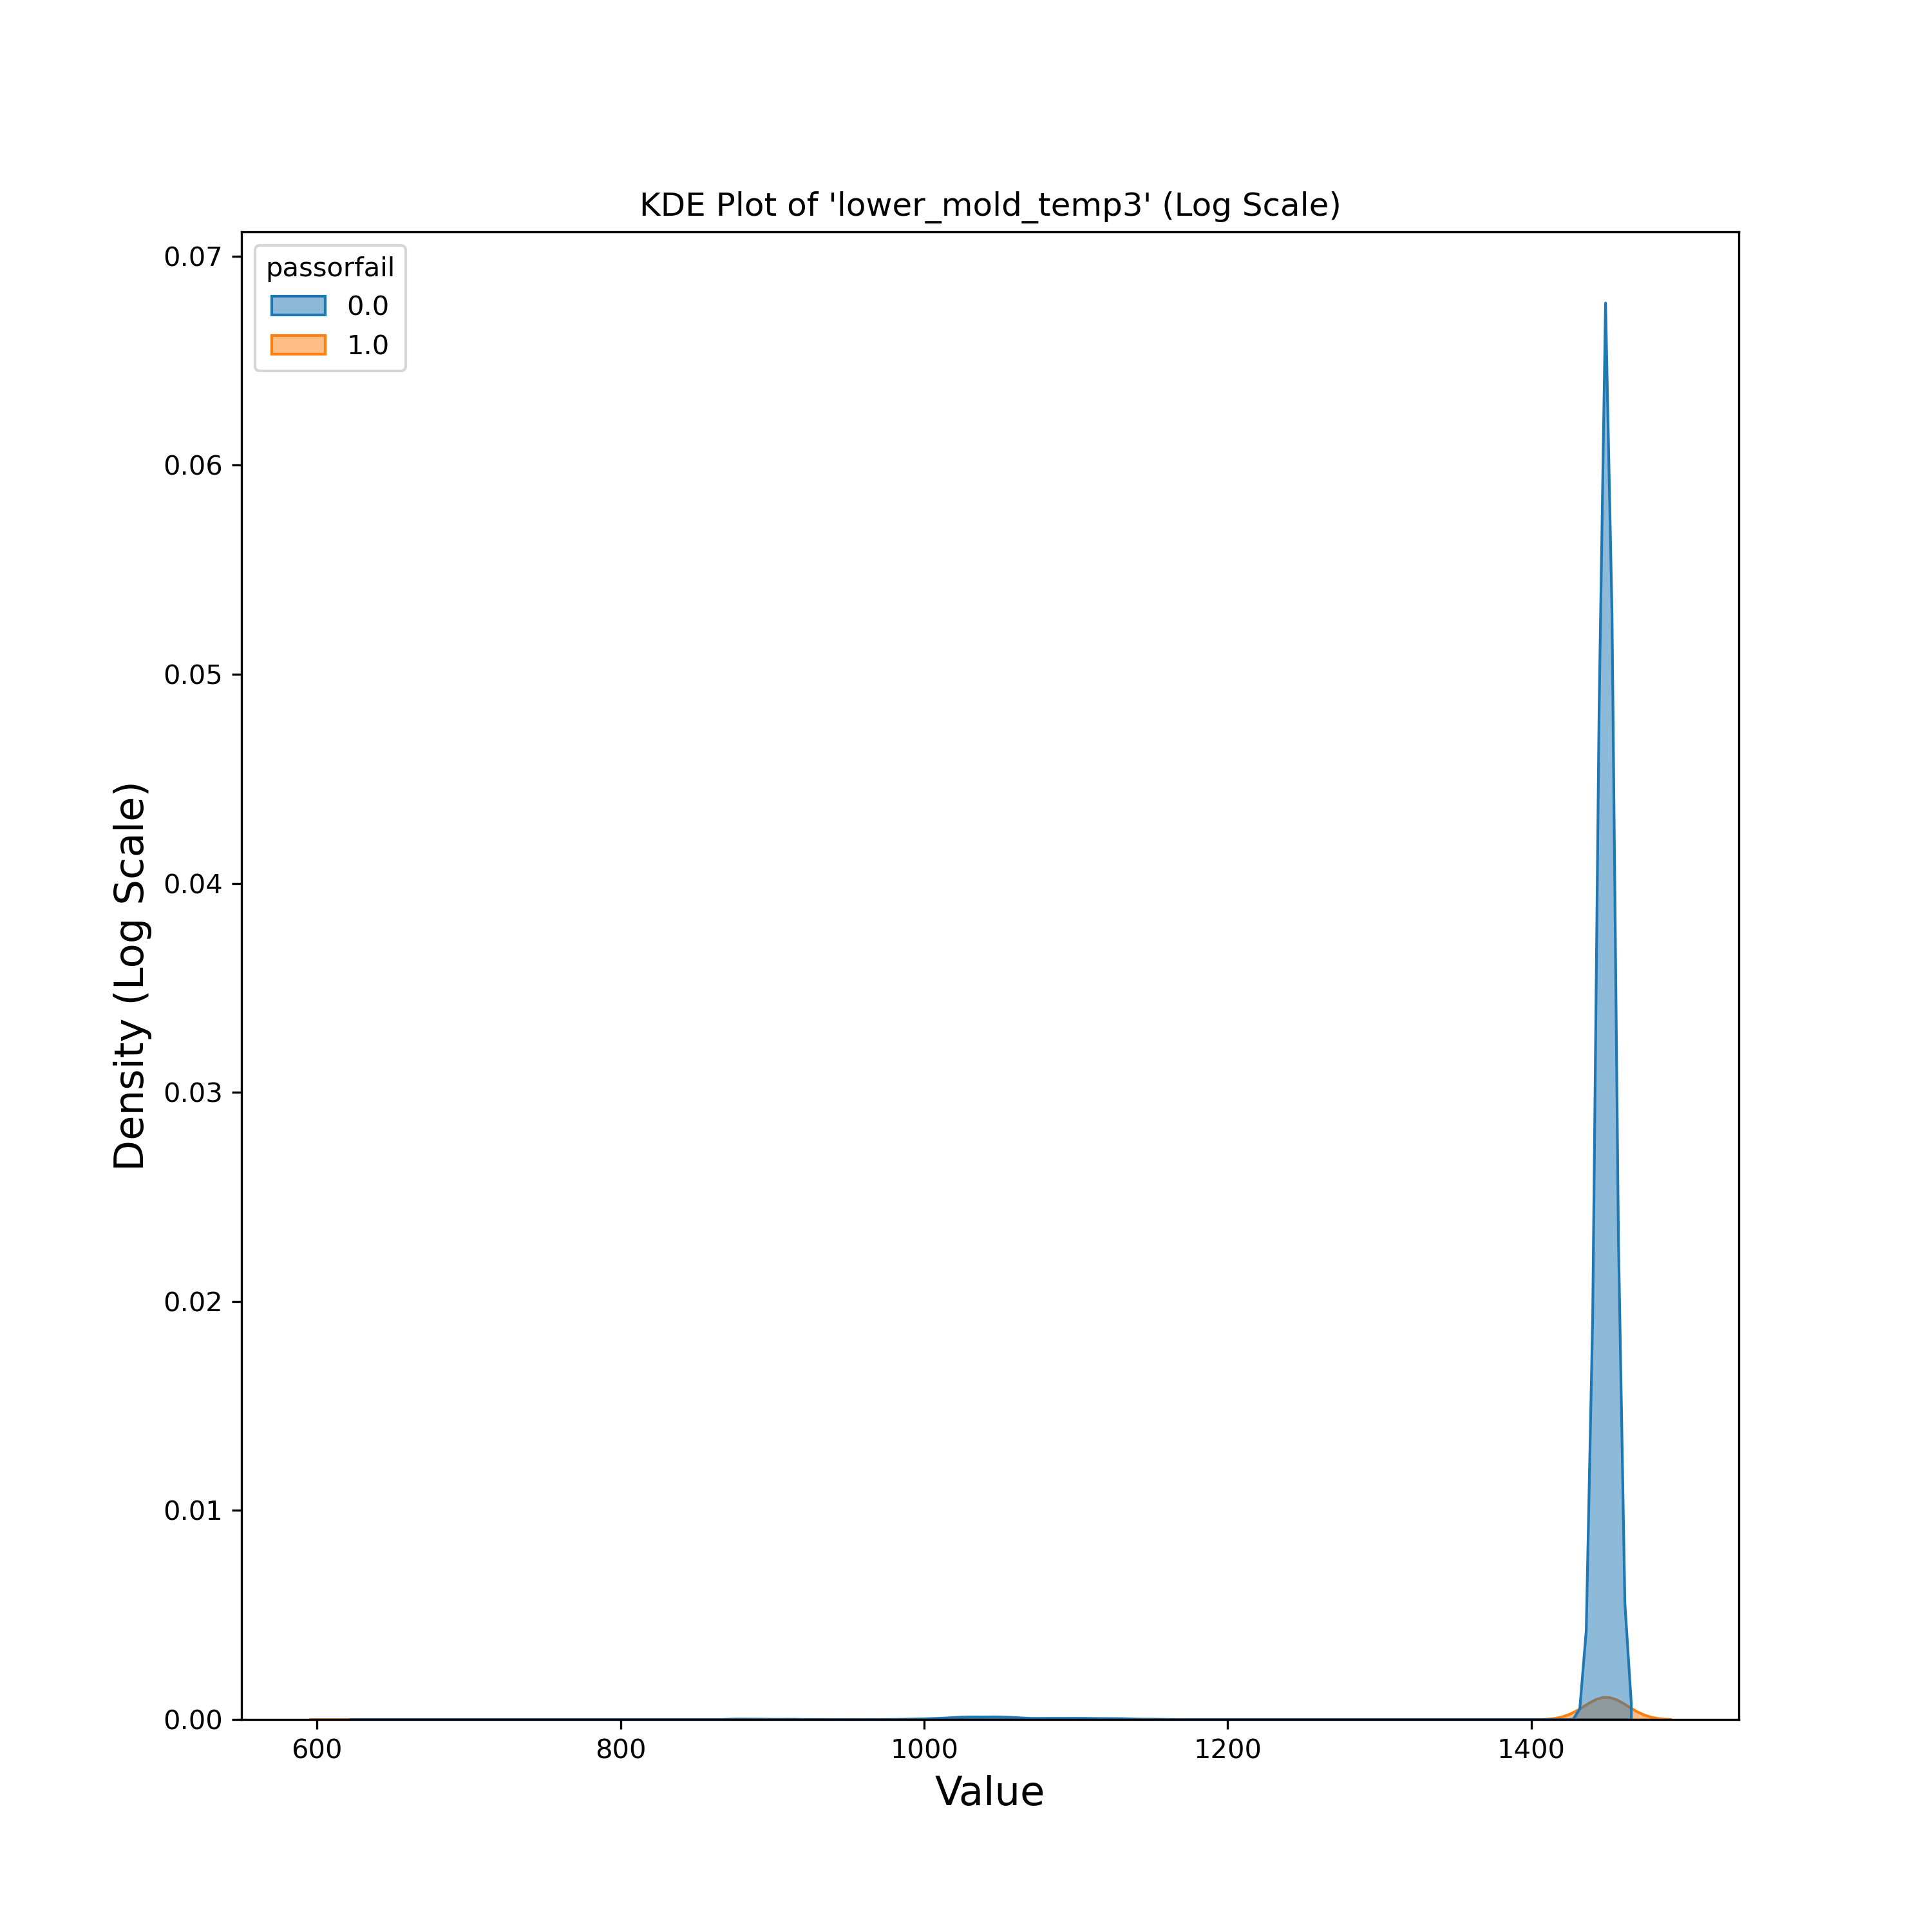 KDE Plot of 'lower_mold_temp3' (Log Scale)
passorfail
0.0
1.0
0.07
0.06
0.05
0.04
0.03
0.02
0.01
0.00
Density (Log Scale)
600 800 1000 1200 1400
Value